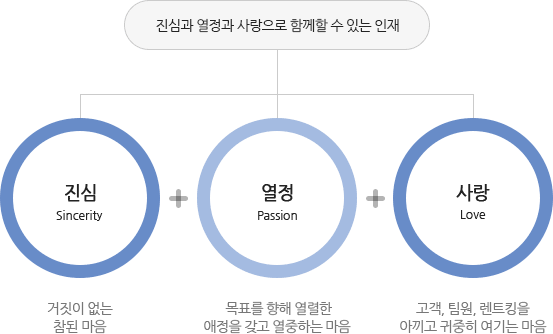 진심과 열정과 사랑으로 함께할 수 있는 인재
진심
Sincerity
열정
Passion
사랑
Love
거짓이 없는
참된 마음
목표를 향해 열렬한
애정을 갖고 열중하는 마음
고객, 팀원, 렌트킹을
아끼고 귀중히 여기는 마음